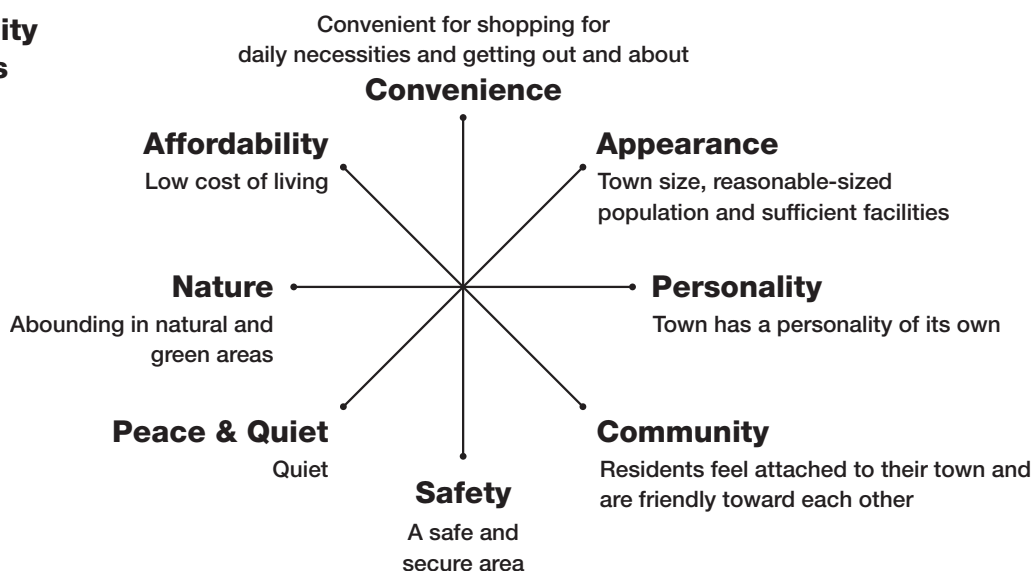 Convenient for shopping for
daily necessities and getting out and about
Convenience
Affordability
Low cost of living
Appearance
Town size, reasonable-sized
population and sufficient facilities
Nature
Abounding in natural and
green areas
Personality
Town has a personality of its own
Peace & Quiet
Quiet
Community
Residents feel attached to their town and
are friendly toward each other
Safety
A safe and
secure area